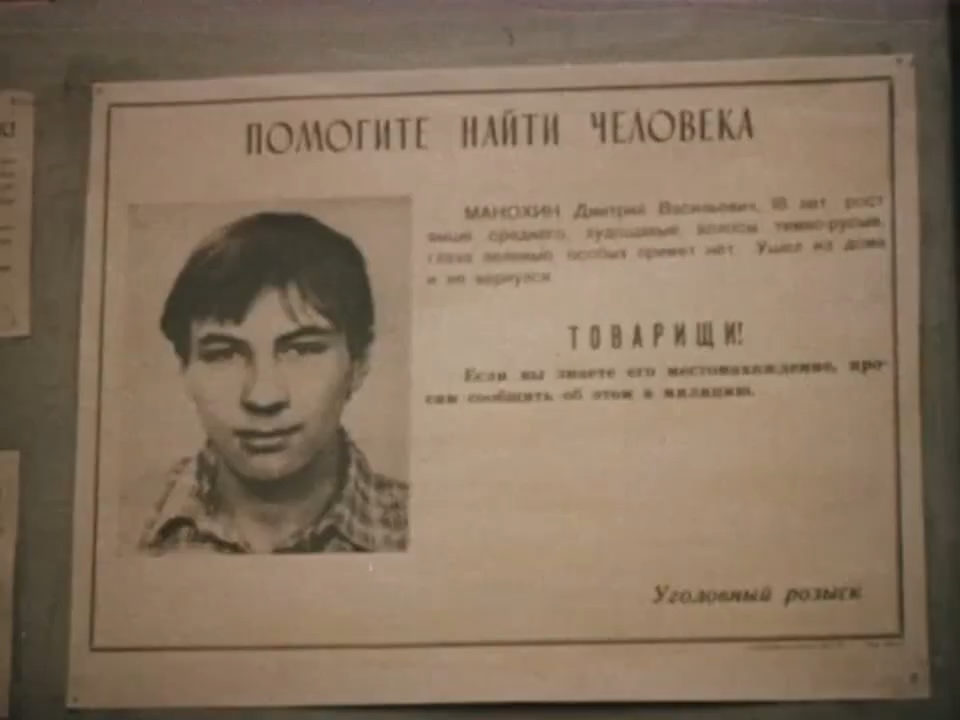 ПОМОГИТЕ НАЙТИ ЧЕЛОВЕКА
МАНОХИН Дмитрий Васильевич, 18 лет рост
выше среднего, худощавый волосы темно-русые,
глаза зеленые, особых примет нет. Ушел из дома
и не вернулся
ТОВАРИЩИ!
Если вы знаете его местонахождение, про-
сим сообщить об этом в милицию.
Уголовный розыск